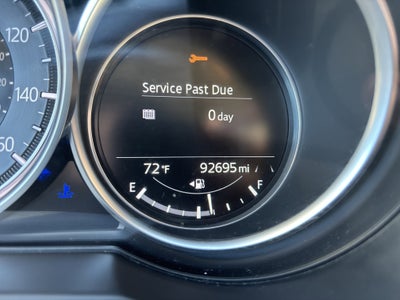 120
140
Service Past Due
0 day
72°F 92695 mi
E F